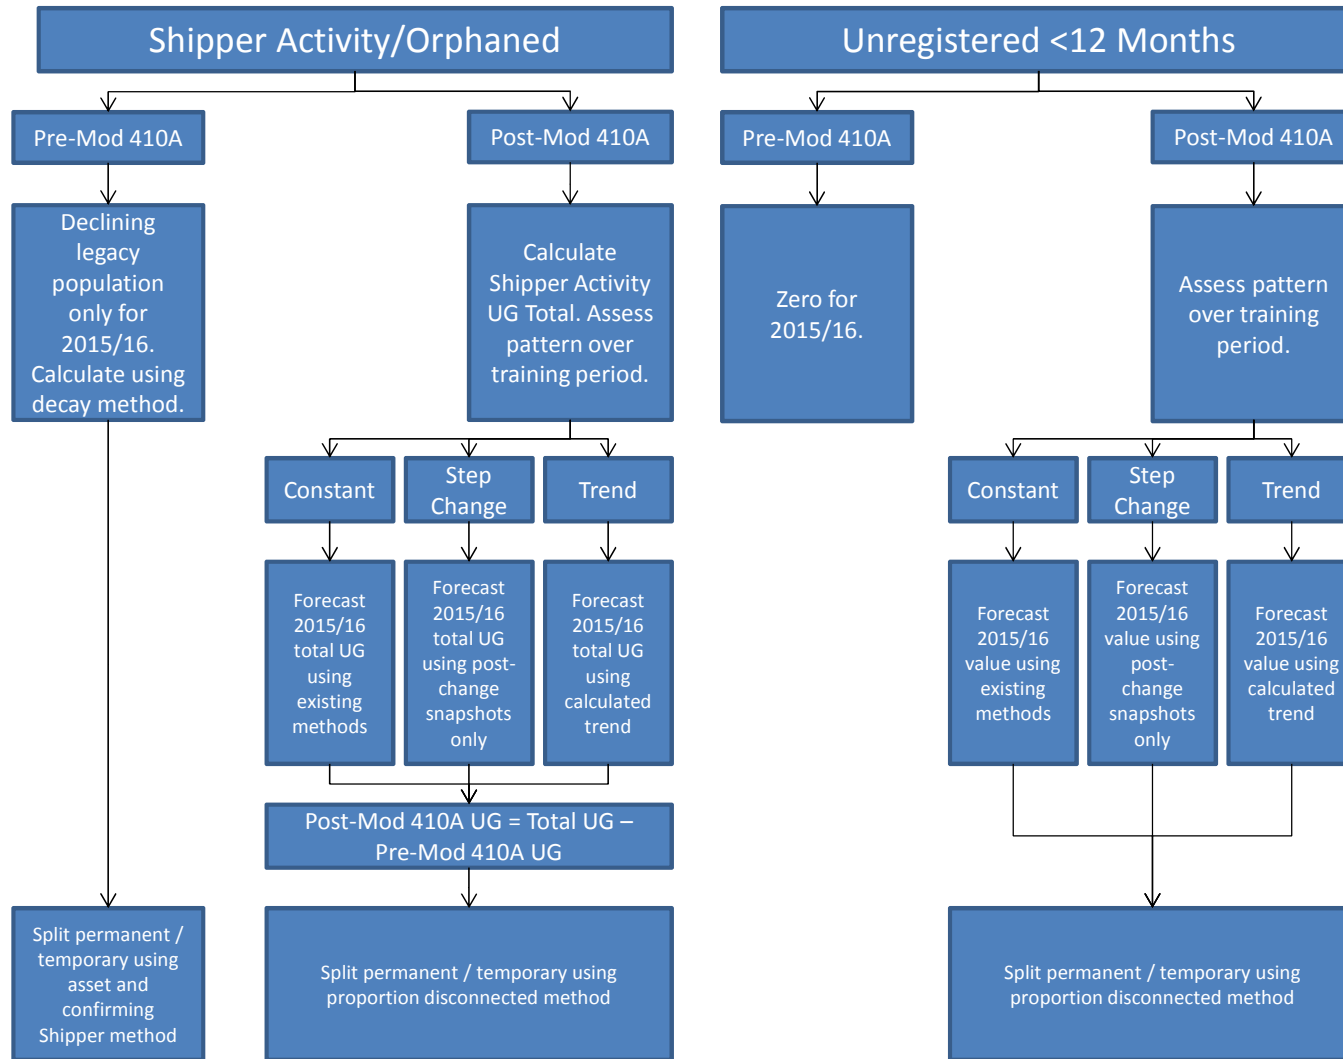 Shipper Activity/Orphaned
Pre-Mod 410A
Post-Mod 410A
Declining
legacy
population
only for
2015/16.
Calculate using
decay method.
Calculate
Shipper Activity
UG Total. Assess
pattern over
training period.
Constant
Step
Change
Trend
Forecast
2015/16
total UG
using
existing
methods
Forecast
2015/16
total UG
using post-
change
snapshots
only
Forecast
2015/16
total UG
using
calculated
trend
Post-Mod 410A UG = Total UG –
Pre-Mod 410A UG
Split permanent /
temporary using
asset and
confirming
Shipper method
Split permanent / temporary using
proportion disconnected method
Unregistered <12 Months
Pre-Mod 410A
Post-Mod 410A
Zero for
2015/16.
Assess pattern
over training
period.
Constant
Step
Change
Trend
Forecast
2015/16
value using
existing
methods
Forecast
2015/16
value using
post-
change
snapshots
only
Forecast
2015/16
value using
calculated
trend
Split permanent / temporary using
proportion disconnected method